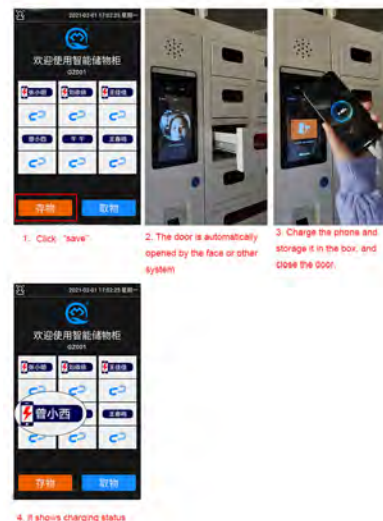 2021-03-01 17:02:25 星期一
欢迎使用智能储物柜
G2001
曾小西
存物
取物
1. Click "save"
2. The door is automatically
opened by the face or other
system
3. Charge the phone and
storage it in the box, and
close the door.
2021-03-01 17:02:25 星期一
欢迎使用智能储物柜
G2001
曾小西
存物
取物
4. It shows charging status